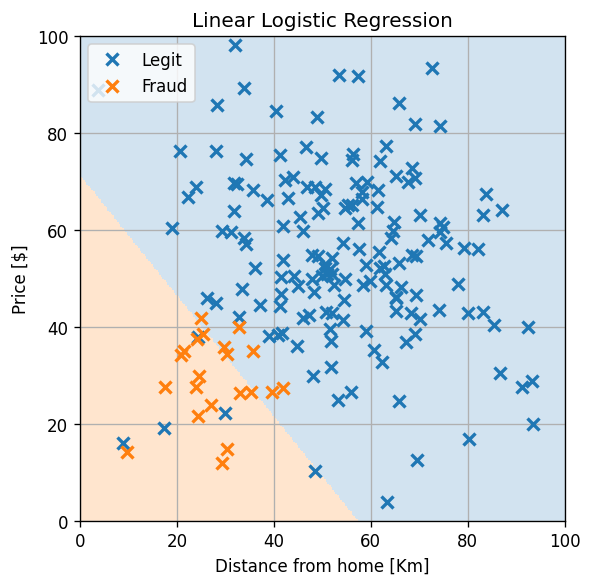 Linear Logistic Regression
Legit
Fraud
Price [$]
100
80
60
40
20
0
0 20 40 60 80 100
Distance from home [Km]